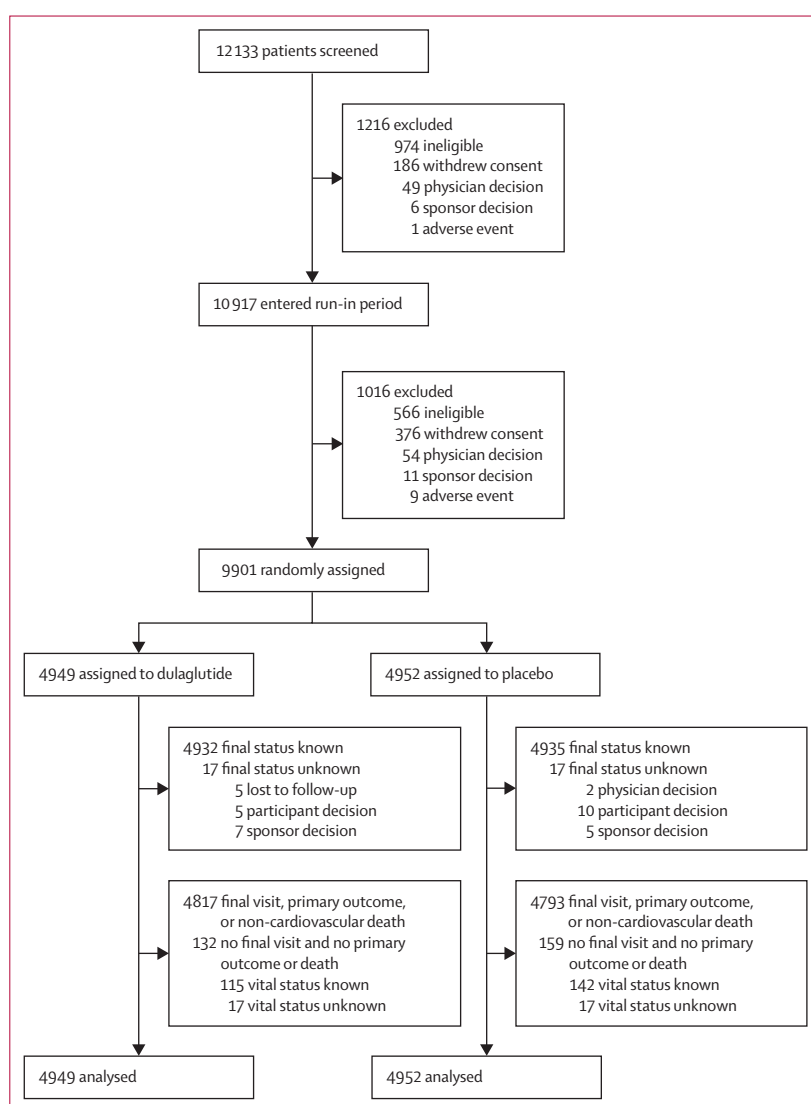 12 133 patients screened
1216 excluded
974 ineligible
186 withdrew consent
49 physician decision
6 sponsor decision
1 adverse event
10 917 entered run-in period
1016 excluded
566 ineligible
376 withdrew consent
54 physician decision
11 sponsor decision
9 adverse event
9901 randomly assigned
4949 assigned to dulaglutide
4952 assigned to placebo
4932 final status known
17 final status unknown
5 lost to follow-up
5 participant decision
7 sponsor decision
4935 final status known
17 final status unknown
2 physician decision
10 participant decision
5 sponsor decision
4817 final visit, primary outcome,
or non-cardiovascular death
132 no final visit and no primary
outcome or death
115 vital status known
17 vital status unknown
4793 final visit, primary outcome,
or non-cardiovascular death
159 no final visit and no primary
outcome or death
142 vital status known
17 vital status unknown
4949 analysed
4952 analysed